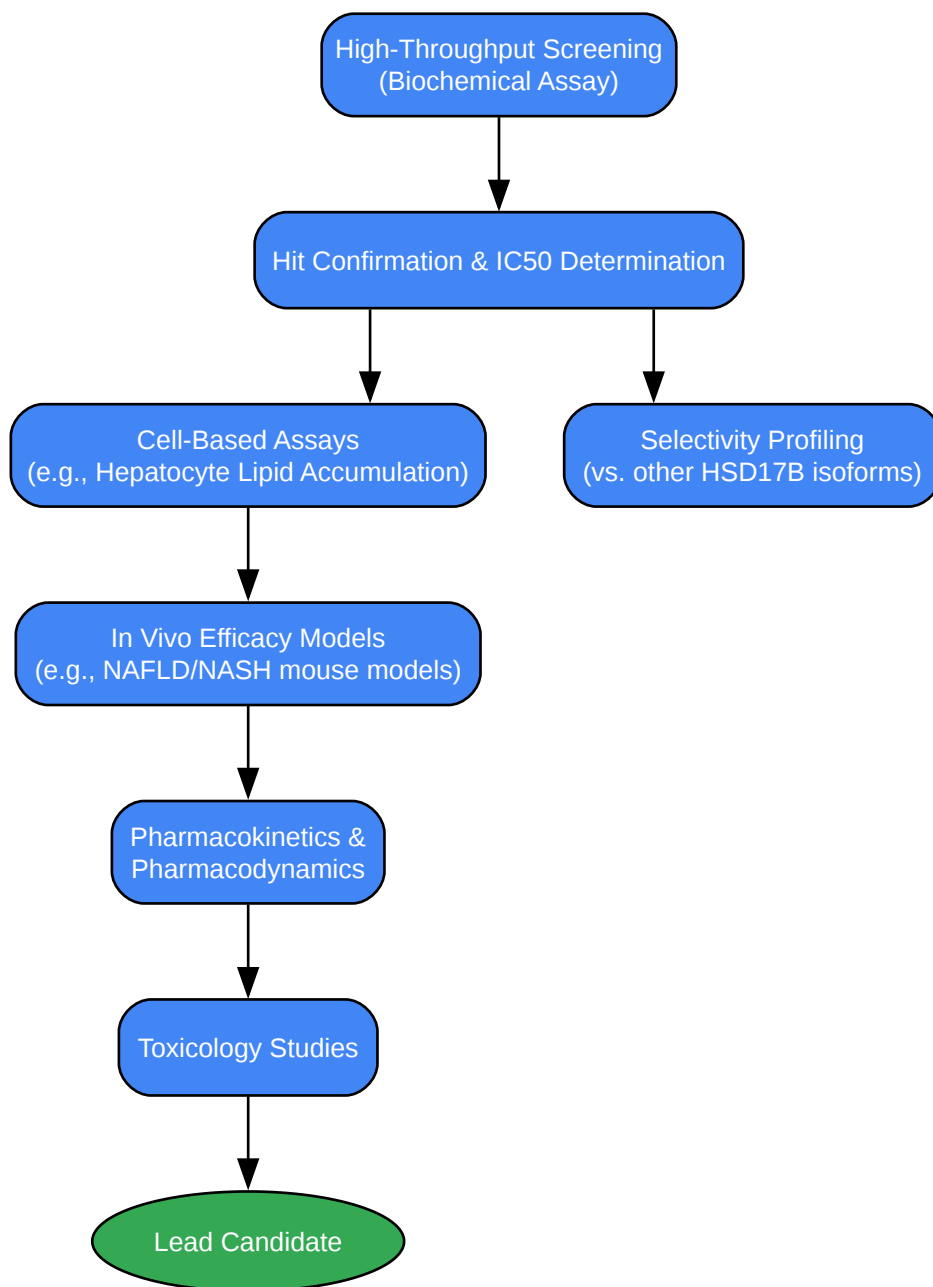 High-Throughput Screening
(Biochemical Assay)
Hit Confirmation & IC50 Determination
Cell-Based Assays
(e.g., Hepatocyte Lipid Accumulation)
Selectivity Profiling
(vs. other HSD17B isoforms)
In Vivo Efficacy Models
(e.g., NAFLD/NASH mouse models)
Pharmacokinetics &
Pharmacodynamics
Toxicology Studies
Lead Candidate